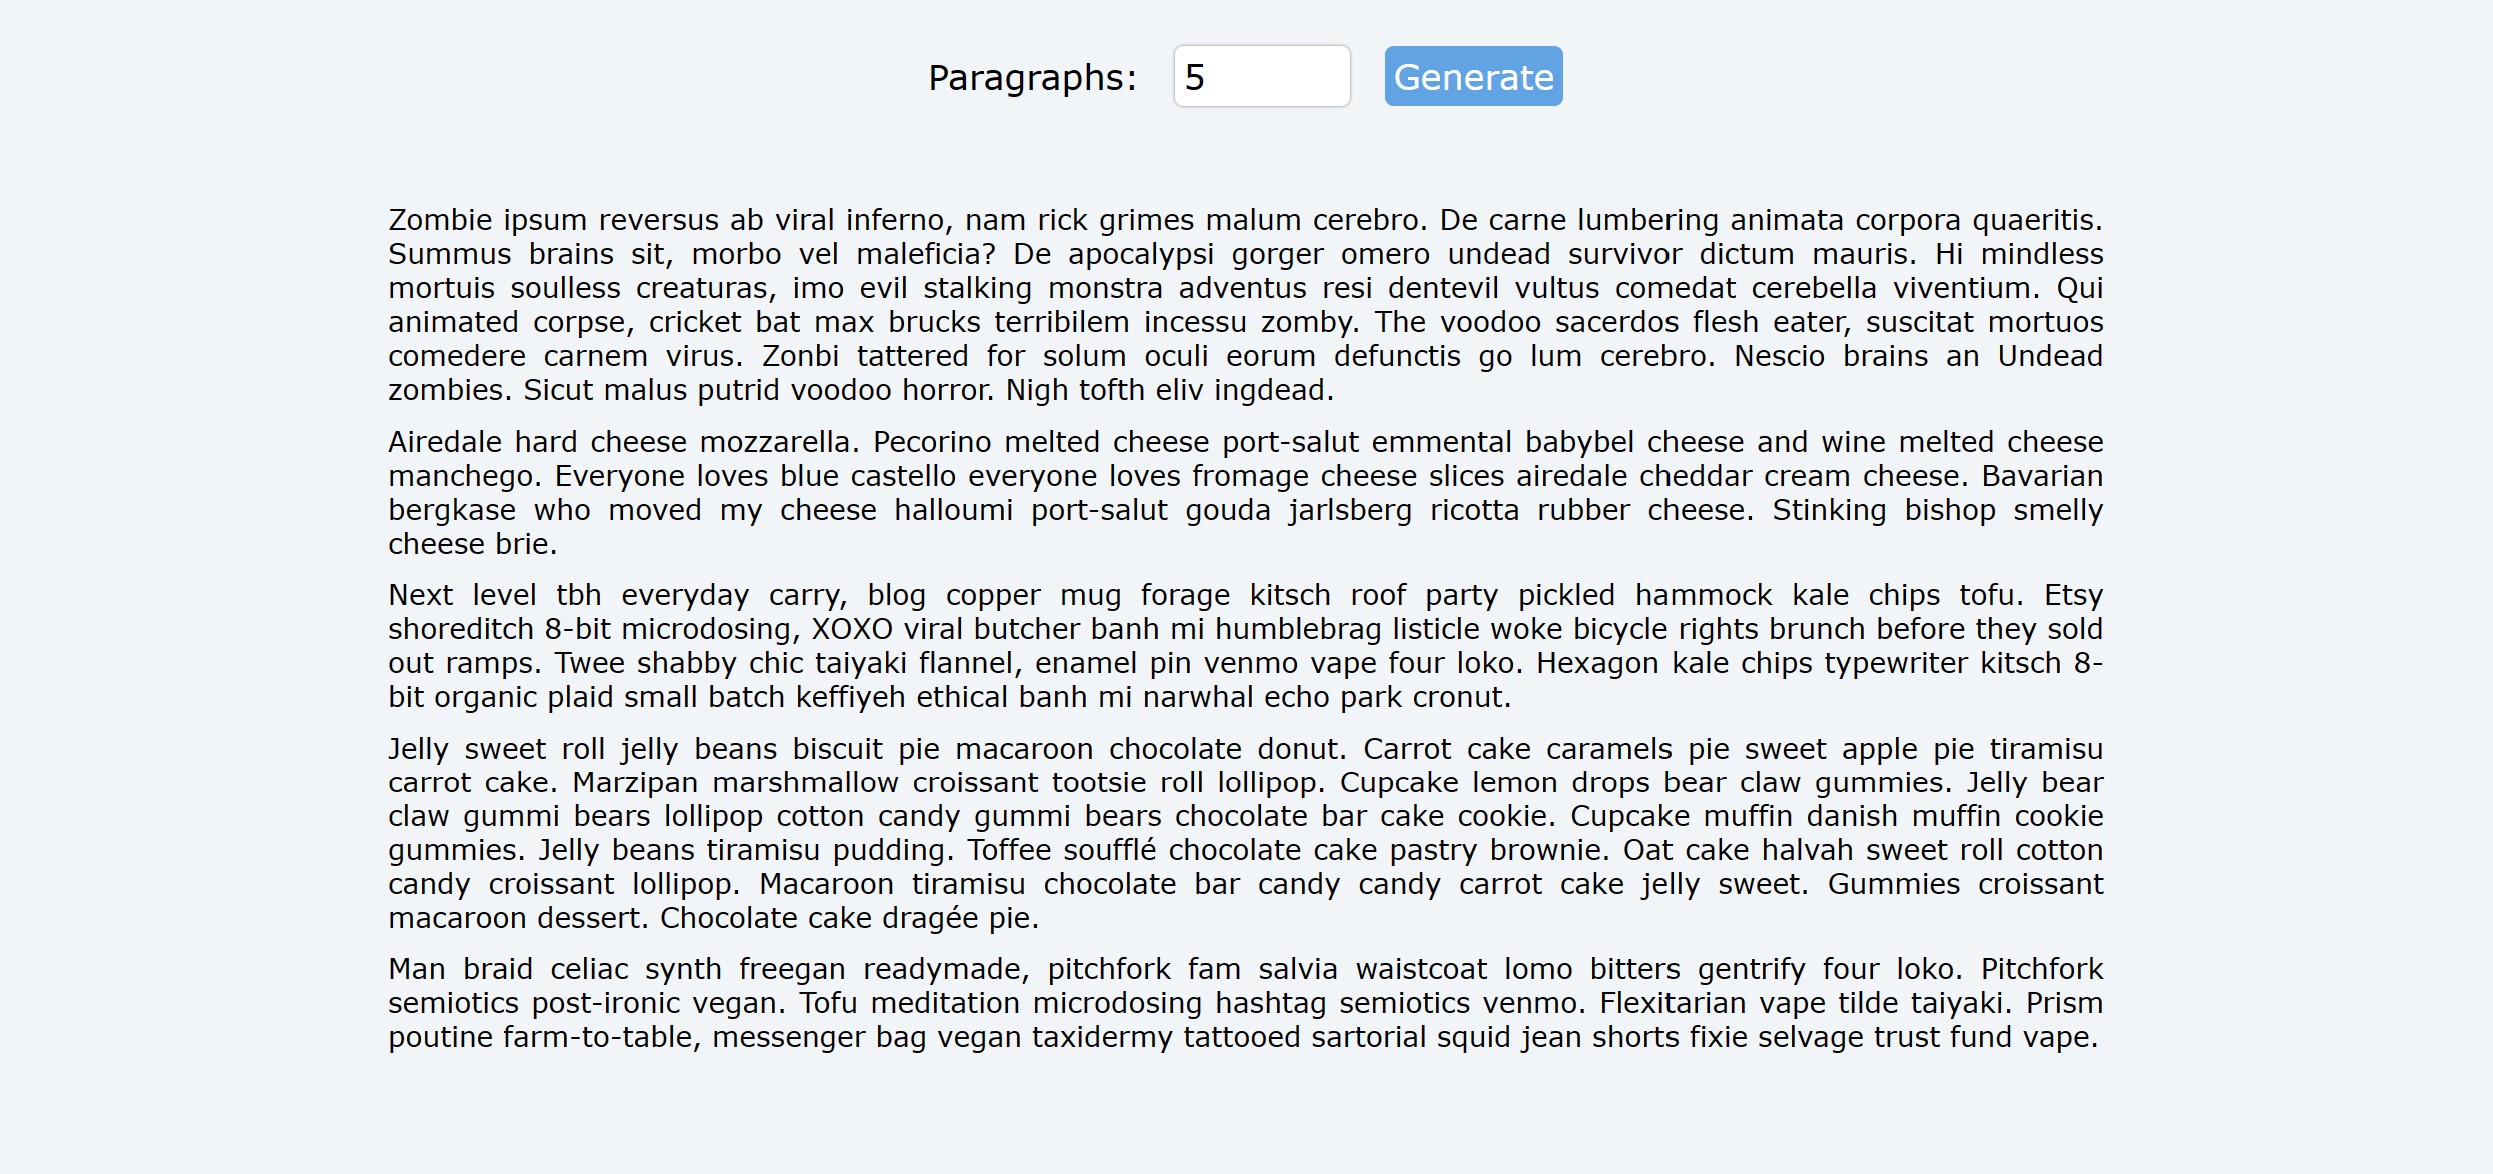 Paragraphs: 5 Generate
Zombie ipsum reversus ab viral inferno, nam rick grimes malum cerebro. De carne lumbering animata corpora quaeritis.
Summus brains sit, morbo vel maleficia? De apocalypsi gorger omero undead survivor dictum mauris. Hi mindless
mortuis soulless creaturas, imo evil stalking monstra adventus resi dentevil vultus comedat cerebella viventium. Qui
animated corpse, cricket bat max brucks terribilem incessu zomby. The voodoo sacerdos flesh eater, suscitat mortuos
comedere carnem virus. Zonbi tattered for solum oculi eorum defunctis go lum cerebro. Nescio brains an Undead
zombies. Sicut malus putrid voodoo horror. Nigh tofth eliv ingdead.
Airedale hard cheese mozzarella. Pecorino melted cheese port-salut emmental babybel cheese and wine melted cheese
manchego. Everyone loves blue castello everyone loves fromage cheese slices airedale cheddar cream cheese. Bavarian
bergkase who moved my cheese halloumi port-salut gouda jarlsberg ricotta rubber cheese. Stinking bishop smelly
cheese brie.
Next level tbh everyday carry, blog copper mug forage kitsch roof party pickled hammock kale chips tofu. Etsy
shoreditch 8-bit microdosing, XOXO viral butcher banh mi humblebrag listicle woke bicycle rights brunch before they sold
out ramps. Twee shabby chic taiyaki flannel, enamel pin venmo vape four loko. Hexagon kale chips typewriter kitsch 8-
bit organic plaid small batch keffiyeh ethical banh mi narwhal echo park cronut.
Jelly sweet roll jelly beans biscuit pie macaroon chocolate donut. Carrot cake caramels pie sweet apple pie tiramisu
carrot cake. Marzipan marshmallow croissant tootsie roll lollipop. Cupcake lemon drops bear claw gummies. Jelly bear
claw gummi bears lollipop cotton candy gummi bears chocolate bar cake cookie. Cupcake muffin danish muffin cookie
gummies. Jelly beans tiramisu pudding. Toffee soufflé chocolate cake pastry brownie. Oat cake halvah sweet roll cotton
candy croissant lollipop. Macaroon tiramisu chocolate bar candy candy carrot cake jelly sweet. Gummies croissant
macaroon dessert. Chocolate cake dragée pie.
Man braid celiac synth freegan readymade, pitchfork fam salvia waistcoat lomo bitters gentrify four loko. Pitchfork
semiotics post-ironic vegan. Tofu meditation microdosing hashtag semiotics venmo. Flexitarian vape tilde taiyaki. Prism
poutine farm-to-table, messenger bag vegan taxidermy tattooed sartorial squid jean shorts fixie selvage trust fund vape.